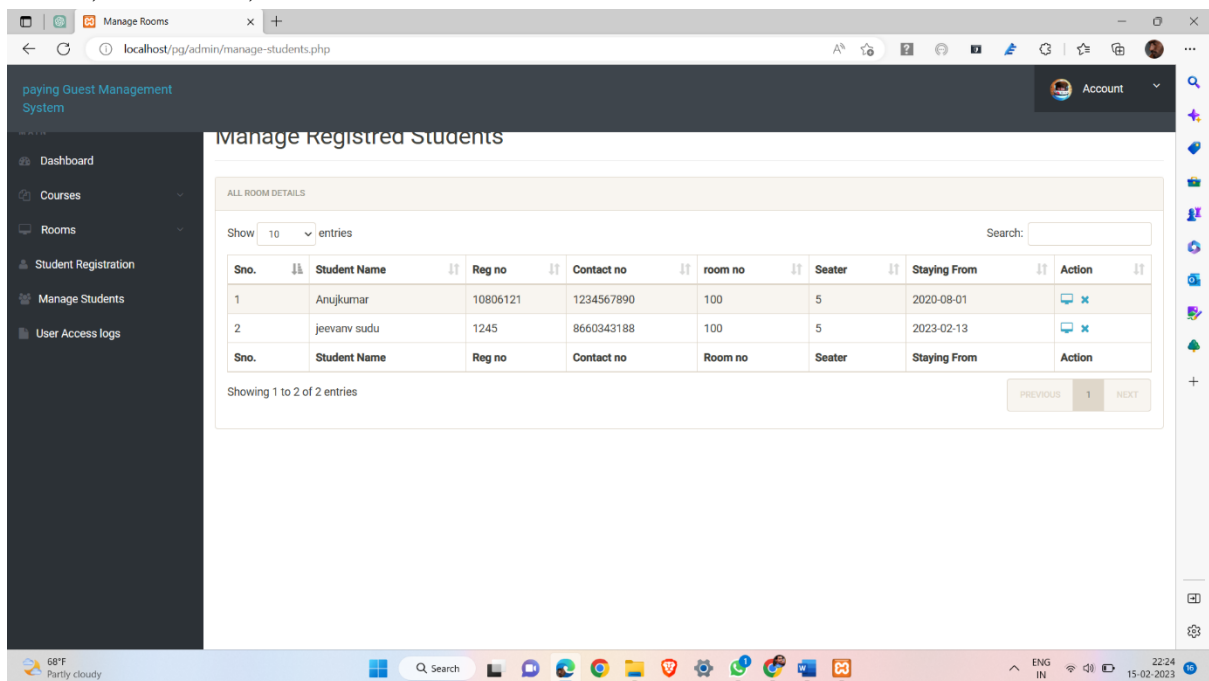 Manage Rooms
localhost/pg/admin/manage-students.php
paying Guest Management
System
Account
Manage Registred Students
Dashboard
Courses
Rooms
Student Registration
Manage Students
User Access logs
ALL ROOM DETAILS
Show 10 entries
Search:
Sno. Student Name Reg no Contact no room no Seater Staying From Action
1 Anujkumar 10806121 1234567890 100 5 2020-08-01
2 jeevanv sudu 1245 8660343188 100 5 2023-02-13
Sno. Student Name Reg no Contact no Room no Seater Staying From Action
Showing 1 to 2 of 2 entries
PREVIOUS 1 NEXT
68°F
Partly cloudy
Search
ENG
IN
22:24
15-02-2023
16